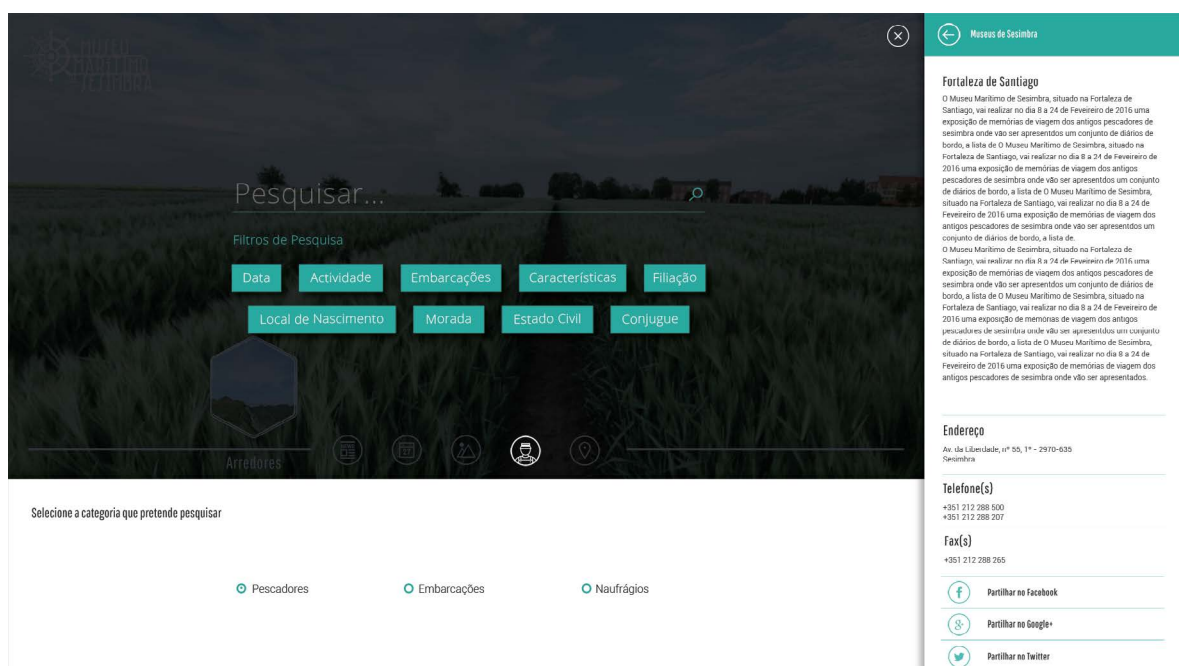 MUSEU
MARÍTIMO
SESIMBRA
Pesquisar...
Filtros de Pesquisa
Data Actividade Embarcações Características Filiação
Local de Nascimento Morada Estado Civil Conjugue
Arredores
Selecione a categoria que pretende pesquisar
Pescadores Embarcações Naufrágios
Museus de Sesimbra
Fortaleza de Santiago
O Museu Marítimo de Sesimbra, situado na Fortaleza de
Santiago, vai realizar no dia 8 a 24 de Feveireiro de 2016 uma
exposição de memórias de viagem dos antigos pescadores de
sesimbra onde vão ser apresentdos um conjunto de diários de
bordo, a lista de O Museu Marítimo de Sesimbra, situado na
Fortaleza de Santiago, vai realizar no dia 8 a 24 de Feveireiro de
2016 uma exposição de memórias de viagem dos antigos
pescadores de sesimbra onde vão ser apresentdos um conjunto
de diários de bordo, a lista de O Museu Marítimo de Sesimbra,
situado na Fortaleza de Santiago, vai realizar no dia 8 a 24 de
Feveireiro de 2016 uma exposição de memórias de viagem dos
antigos pescadores de sesimbra onde vão ser apresentdos um
conjunto de diários de bordo, a lista de.
O Museu Marítimo de Sesimbra, situado na Fortaleza de
Santiago, vai realizar no dia 8 a 24 de Feveireiro de 2016 uma
exposição de memórias de viagem dos antigos pescadores de
sesimbra onde vão ser apresentdos um conjunto de diários de
bordo, a lista de O Museu Marítimo de Sesimbra, situado na
Fortaleza de Santiago, vai realizar no dia 8 a 24 de Feveireiro de
2016 uma exposição de memórias de viagem dos antigos
pescadores de sesimbra onde vão ser apresentdos um conjunto
de diários de bordo, a lista de O Museu Marítimo de Sesimbra,
situado na Fortaleza de Santiago, vai realizar no dia 8 a 24 de
Feveireiro de 2016 uma exposição de memórias de viagem dos
antigos pescadores de sesimbra onde vão ser apresentados.
Endereço
Av. da Liberdade, nº 55, 1º - 2970-635
Sesimbra
Telefone(s)
+351 212 288 500
+351 212 288 207
Fax(s)
+351 212 288 265
Partilhar no Facebook
Partilhar no Google+
Partilhar no Twitter